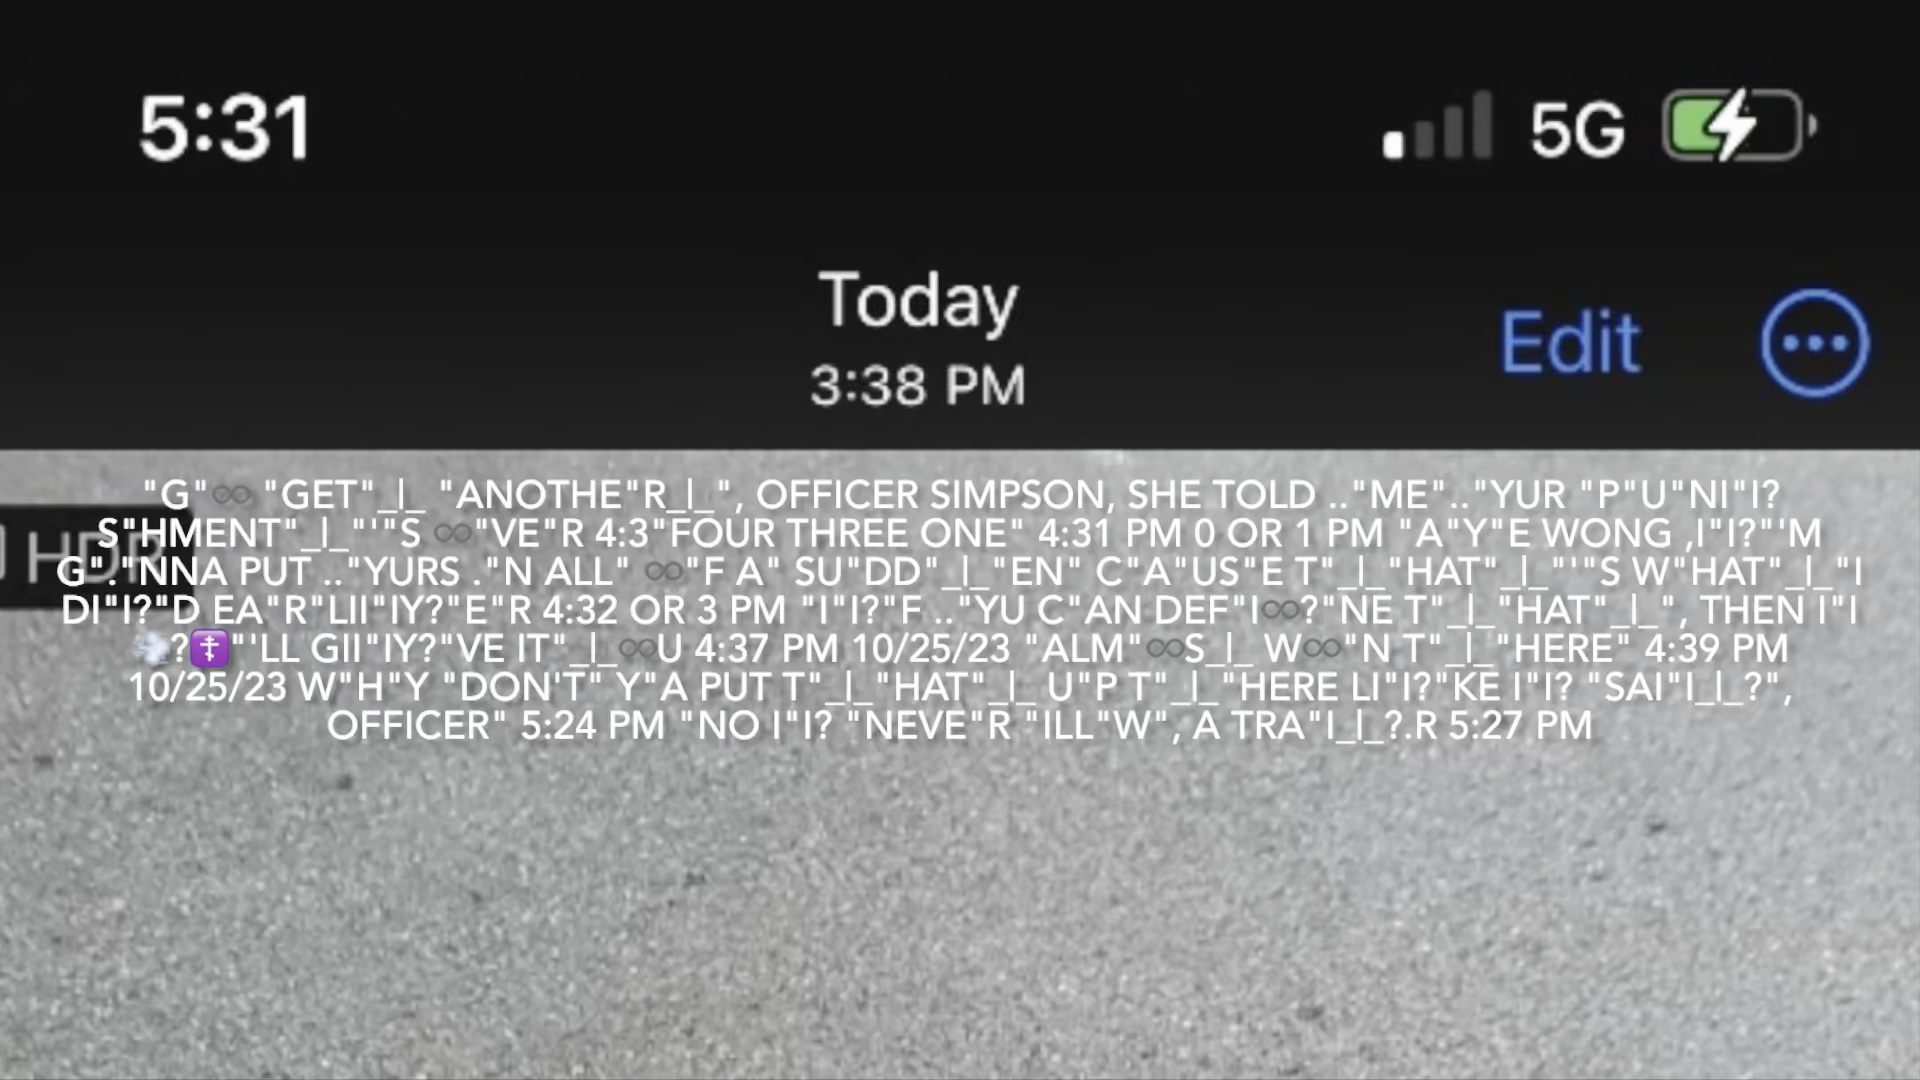 5:31 5G
Today
Edit
3:38 PM
HDR
"G"♾ "GET"_|_ "ANOTHE"R_|_", OFFICER SIMPSON, SHE TOLD .."ME".."YUR "P"U"NI"I?
S"HMENT"_|_"'"S ♾"VE"R 4:3"FOUR THREE ONE" 4:31 PM 0 OR 1 PM "A"Y"E WONG ,I"I?"'M
G"."NNA PUT .."YURS ."N ALL" ♾"F A" SU"DD"_|_"EN" C"A"US"E T"_|_"HAT"_|_"'"S W"HAT"_|_"I
DI"I?"D EA"R"LII"IY?"E"R 4:32 OR 3 PM "I"I?"F .."YU C"AN DEF"I♾?"NE T"_|_"HAT" _|_", THEN I"I
💨?☦️"'LL GII"IY?"VE IT"_|_♾U 4:37 PM 10/25/23 "ALM"♾S_|_ W♾"N T"_|_"HERE" 4:39 PM
10/25/23 W"H"Y "DON'T" Y"A PUT T"_|_"HAT"_|_ U"P T"_|_"HERE LI"I?"KE I"I? "SAI"I_|_?",
OFFICER" 5:24 PM "NO I"I? "NEVE"R "ILL"W", A TRA"I_|_?.R 5:27 PM